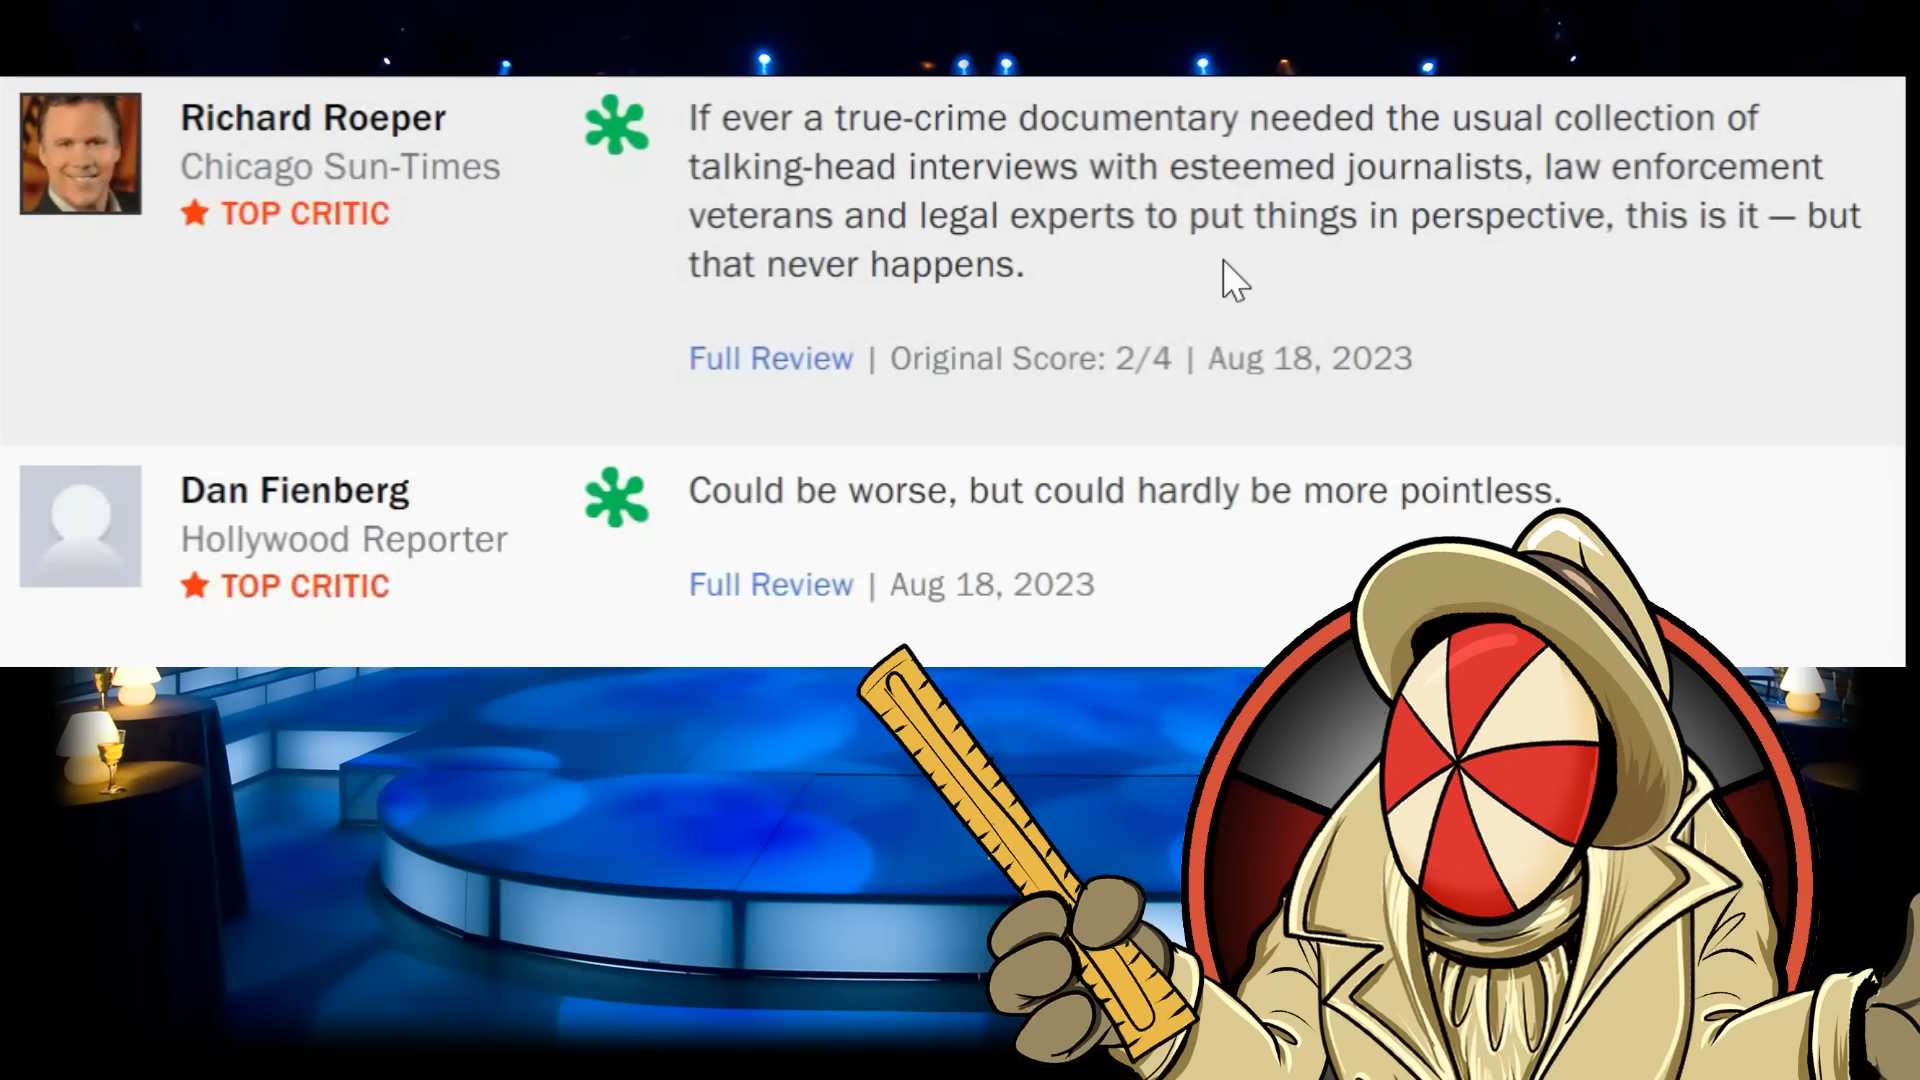 Richard Roeper
Chicago Sun-Times
TOP CRITIC
If ever a true-crime documentary needed the usual collection of
talking-head interviews with esteemed journalists, law enforcement
veterans and legal experts to put things in perspective, this is it — but
that never happens.
Full Review | Original Score: 2/4 | Aug 18, 2023
Dan Fienberg
Hollywood Reporter
TOP CRITIC
Could be worse, but could hardly be more pointless.
Full Review | Aug 18, 2023